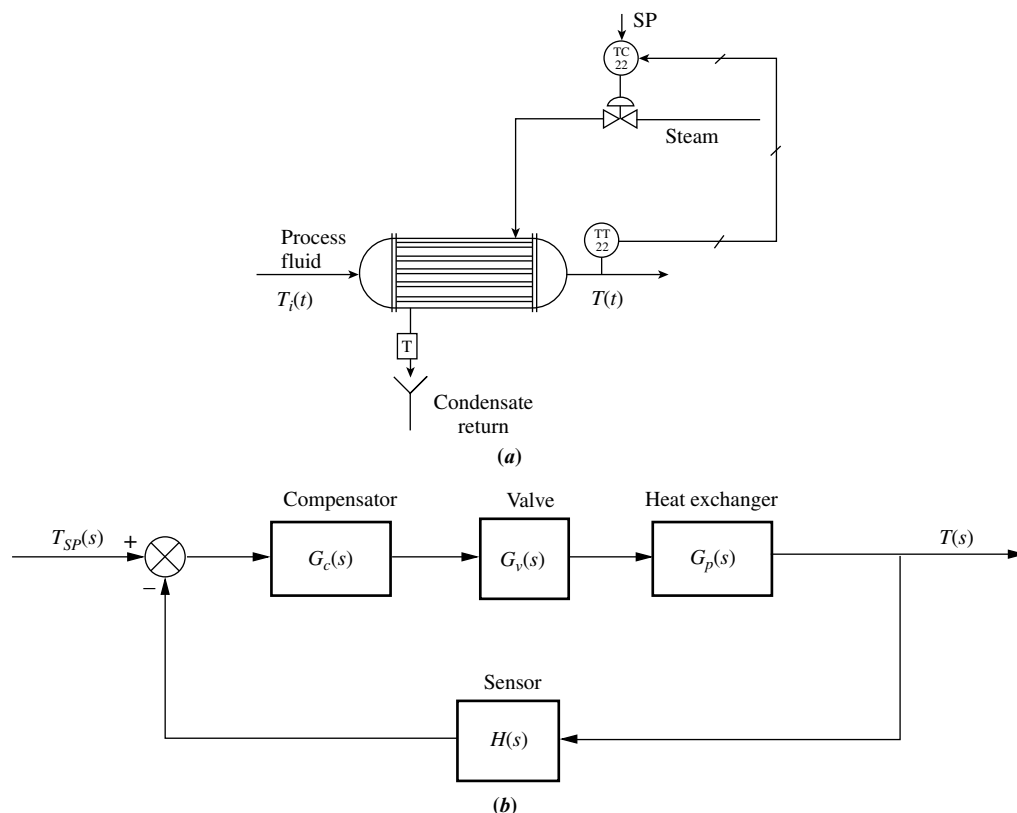 SP
TC
22
Steam
TT
22
Process
fluid
T_i(t)
T(t)
T
Condensate
return
(a)
Compensator
Valve
Heat exchanger
T_SP(s)
+
−
G_c(s)
G_v(s)
G_p(s)
T(s)
Sensor
H(s)
(b)